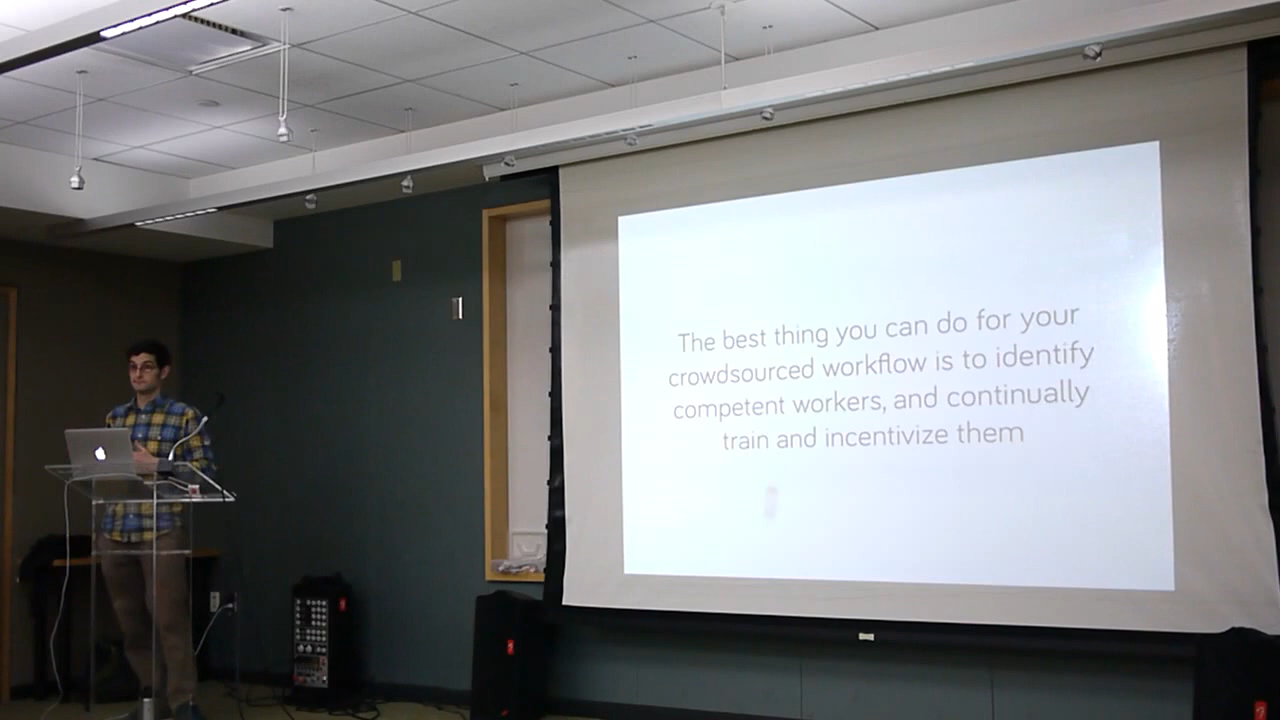 The best thing you can do for your
crowdsourced workflow is to identify
competent workers, and continually
train and incentivize them